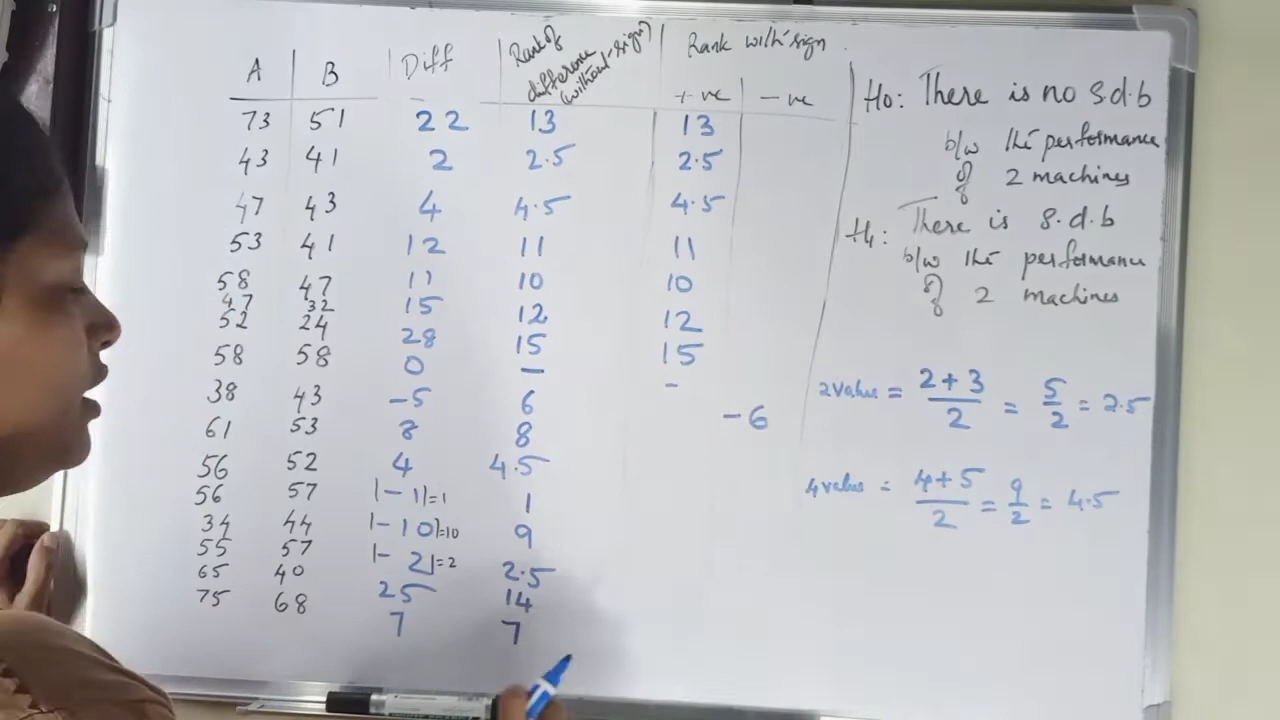 A B Diff Rank of difference (without sign) Rank with sign
+ve -ve
73 51 22 13 13
43 41 2 2.5 2.5
47 43 4 4.5 4.5
53 41 12 11 11
58 47 11 10 10
47 32 15 12 12
52 24 28 15 15
58 58 0 - -
38 43 -5 6 -6
61 53 8 8
56 52 4 4.5
56 57 |-1|=1 1
34 44 |-10|=10 9
55 57 |-2|=2 2.5
65 40 25 14
75 68 7 7
H0: There is no s.d.b
b/w the performance
of 2 machines
H1: There is s.d.b
b/w the performance
of 2 machines
2 value = 2+3/2 = 5/2 = 2.5
4 value = 4+5/2 = 9/2 = 4.5